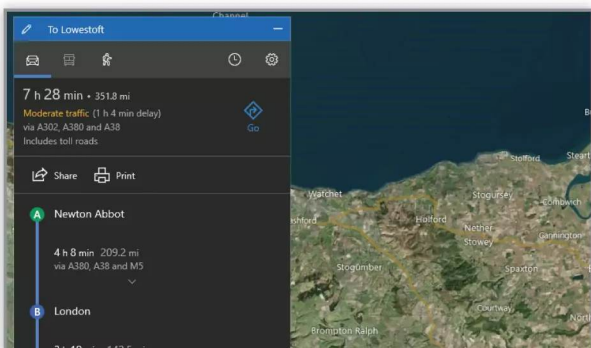 Channel
To Lowestoft
7 h 28 min • 351.8 mi
Moderate traffic (1 h 4 min delay)
via A302, A380 and A38
Includes toll roads
Go
Share Print
A Newton Abbot
4 h 8 min 209.2 mi
via A380, A38 and M5
B London
Stolford
Steart
Watchet
Stogursey
Combwich
Holford
Nether
Stowey
Cannington
Stogumber
Spaxton
Courtway
Brompton Ralph